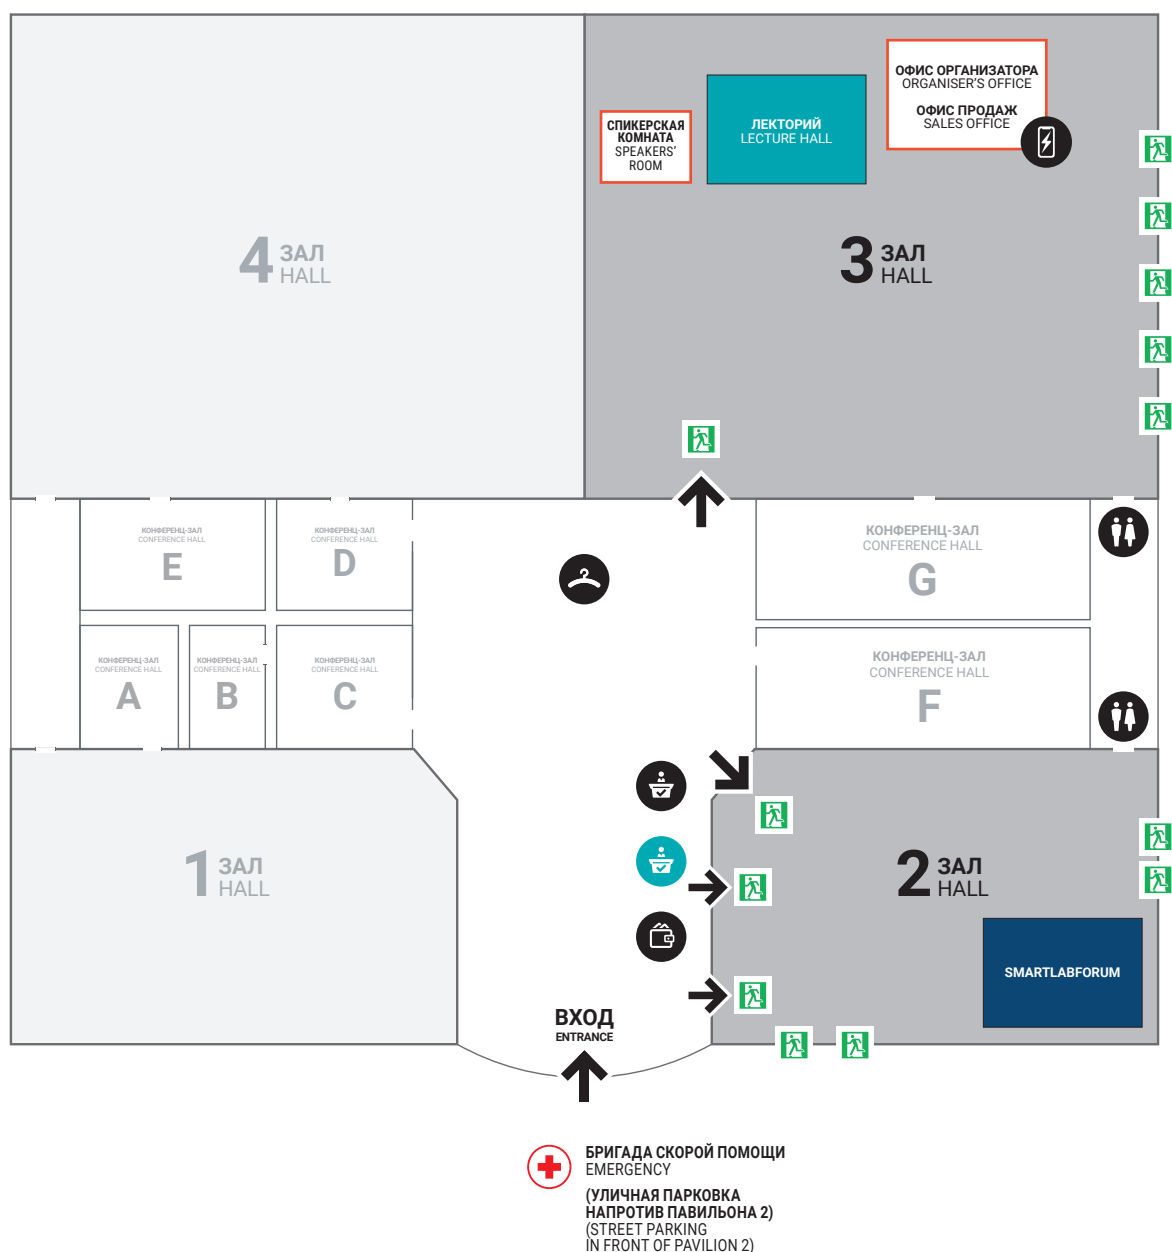 ОФИС ОРГАНИЗАТОРА
ORGANISER'S OFFICE
ОФИС ПРОДАЖ
SALES OFFICE
СПИКЕРСКАЯ
КОМНАТА
SPEAKERS'
ROOM
ЛЕКТОРИЙ
LECTURE HALL
4 ЗАЛ
HALL
3 ЗАЛ
HALL
КОНФЕРЕНЦ-ЗАЛ
CONFERENCE HALL
E
КОНФЕРЕНЦ-ЗАЛ
CONFERENCE HALL
D
КОНФЕРЕНЦ-ЗАЛ
CONFERENCE HALL
G
КОНФЕРЕНЦ-ЗАЛ
CONFERENCE HALL
A
КОНФЕРЕНЦ-ЗАЛ
CONFERENCE HALL
B
КОНФЕРЕНЦ-ЗАЛ
CONFERENCE HALL
C
КОНФЕРЕНЦ-ЗАЛ
CONFERENCE HALL
F
1 ЗАЛ
HALL
2 ЗАЛ
HALL
SMARTLABFORUM
ВХОД
ENTRANCE
БРИГАДА СКОРОЙ ПОМОЩИ
EMERGENCY
(УЛИЧНАЯ ПАРКОВКА
НАПРОТИВ ПАВИЛЬОНА 2)
(STREET PARKING
IN FRONT OF PAVILION 2)